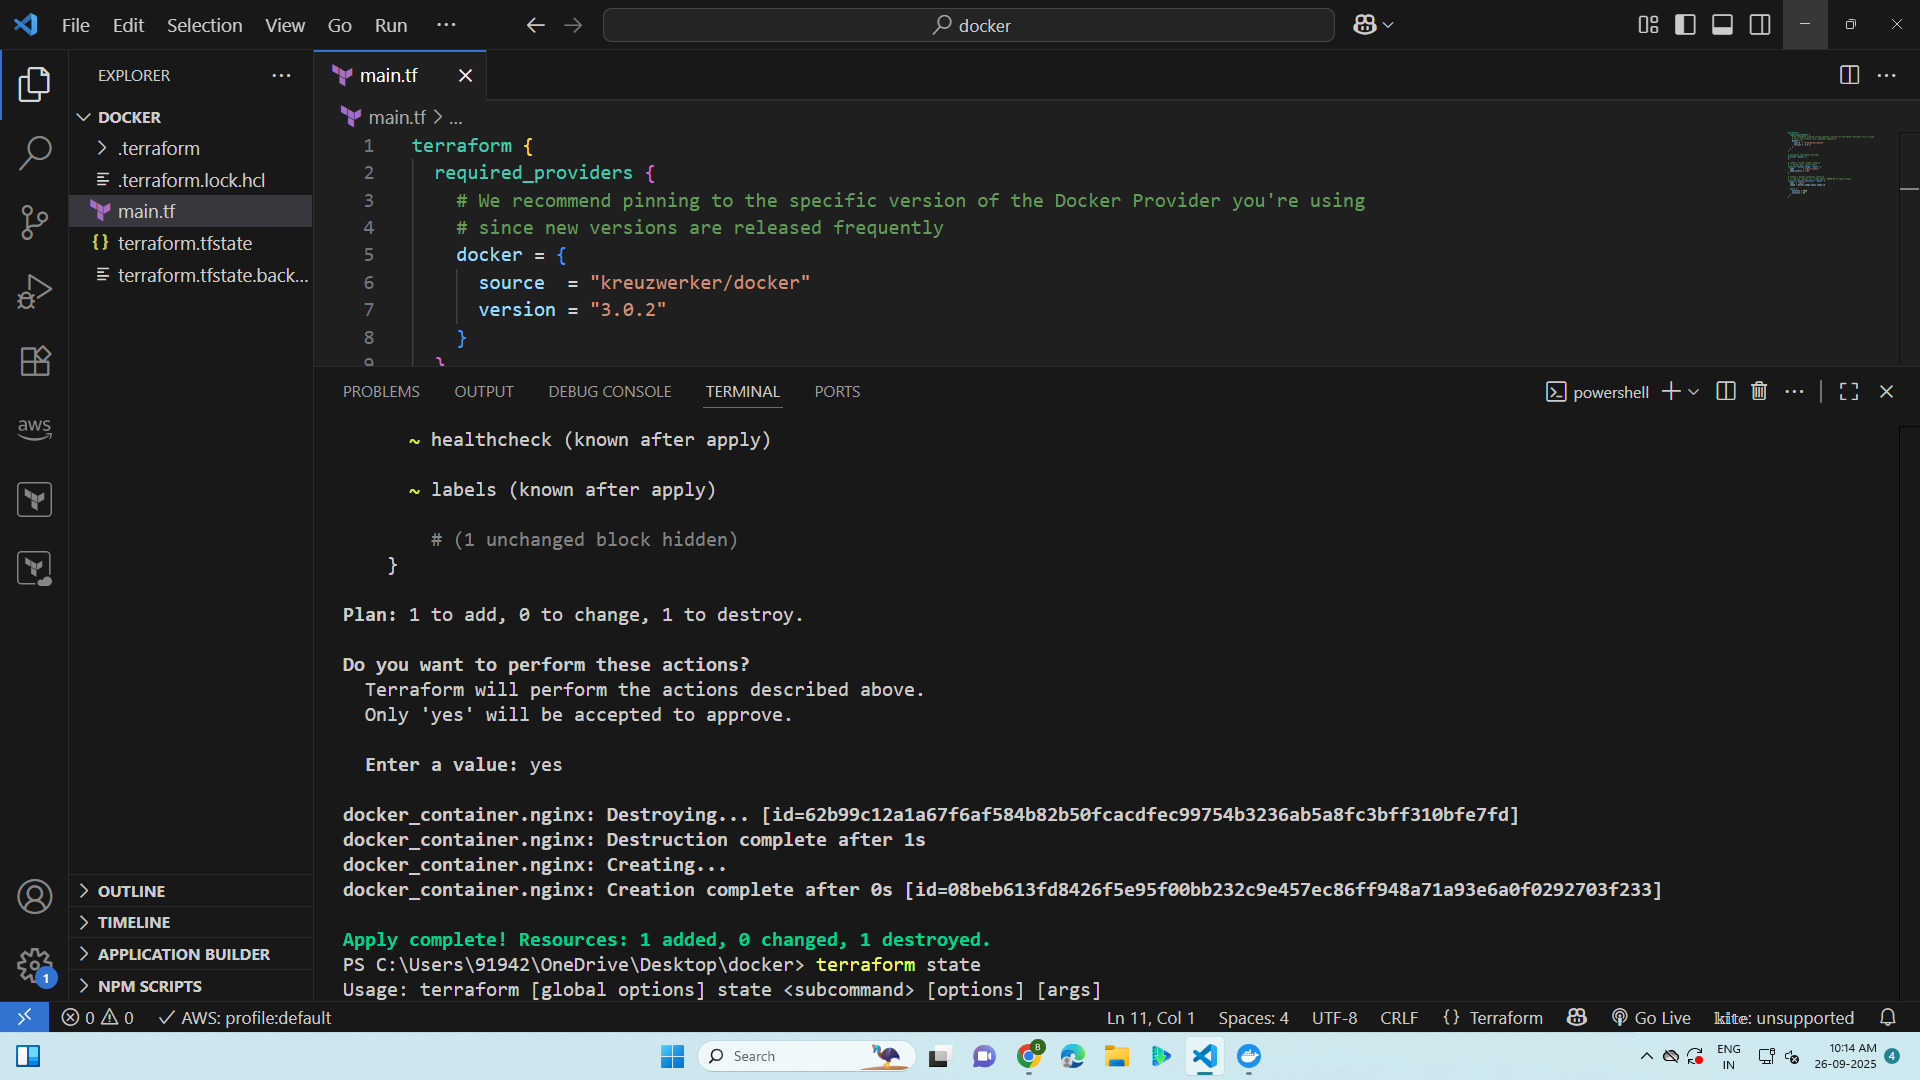 File Edit Selection View Go Run ...
docker
EXPLORER
DOCKER
.terraform
.terraform.lock.hcl
main.tf
terraform.tfstate
terraform.tfstate.back...
aws
OUTLINE
TIMELINE
APPLICATION BUILDER
NPM SCRIPTS
1
main.tf
main.tf > ...
1 terraform {
2 required_providers {
3 # We recommend pinning to the specific version of the Docker Provider you're using
4 # since new versions are released frequently
5 docker = {
6 source  = "kreuzwerker/docker"
7 version = "3.0.2"
8 }
9 }
PROBLEMS OUTPUT DEBUG CONSOLE TERMINAL PORTS
powershell
~ healthcheck (known after apply)
~ labels (known after apply)
# (1 unchanged block hidden)
}
Plan: 1 to add, 0 to change, 1 to destroy.
Do you want to perform these actions?
Terraform will perform the actions described above.
Only 'yes' will be accepted to approve.
Enter a value: yes
docker_container.nginx: Destroying... [id=62b99c12a1a67f6af584b82b50fcacdfec99754b3236ab5a8fc3bff310bfe7fd]
docker_container.nginx: Destruction complete after 1s
docker_container.nginx: Creating...
docker_container.nginx: Creation complete after 0s [id=08beb613fd8426f5e95f00bb232c9e457ec86ff948a71a93e6a0f0292703f233]
Apply complete! Resources: 1 added, 0 changed, 1 destroyed.
PS C:\Users\91942\OneDrive\Desktop\docker> terraform state
Usage: terraform [global options] state <subcommand> [options] [args]
0 0 AWS: profile:default
Ln 11, Col 1 Spaces: 4 UTF-8 CRLF {} Terraform Go Live kite: unsupported
Search
B
ENG
IN
10:14 AM
26-09-2025
4